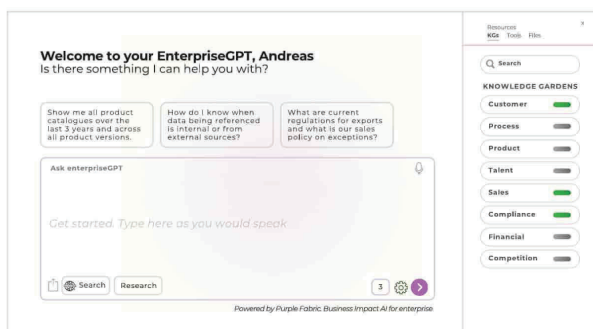 Welcome to your EnterpriseGPT, Andreas
Is there something I can help you with?
Show me all product
catalogues over the
last 3 years and across
all product versions.
How do I know when
data being referenced
is internal or from
external sources?
What are current
regulations for exports
and what is our sales
policy on exceptions?
Ask enterpriseGPT
Get started. Type here as you would speak
Search
Research
3
Powered by Purple Fabric. Business Impact AI for enterprise
Resources
KGs Tools Files
Search
KNOWLEDGE GARDENS
Customer
Process
Product
Talent
Sales
Compliance
Financial
Competition